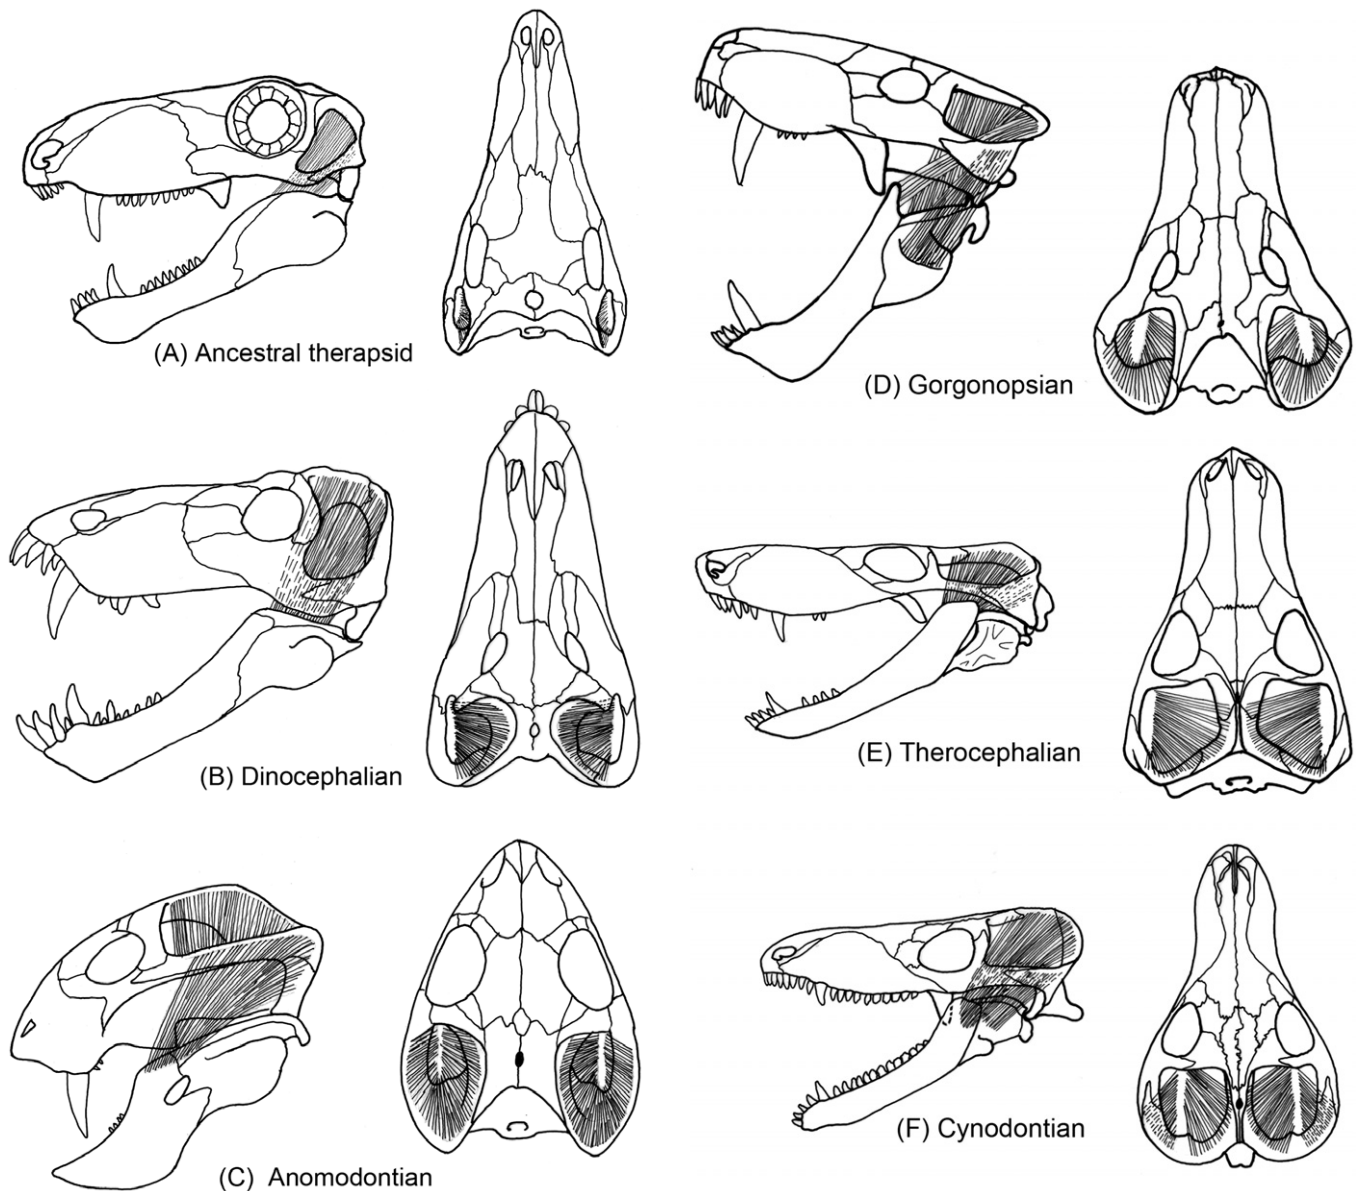 (A) Ancestral therapsid
(B) Dinocephalian
(C) Anomodontian
(D) Gorgonopsian
(E) Therocephalian
(F) Cynodontian